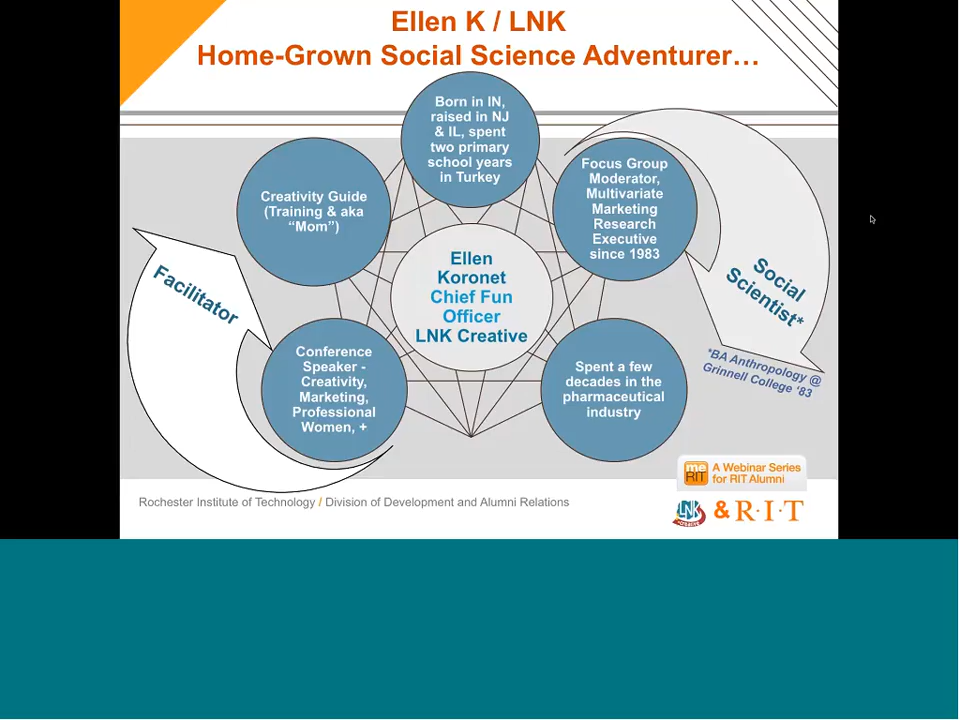 Ellen K / LNK
Home-Grown Social Science Adventurer…
Born in IN,
raised in NJ
& IL, spent
two primary
school years
in Turkey
Creativity Guide
(Training & aka
“Mom”)
Focus Group
Moderator,
Multivariate
Marketing
Research
Executive
since 1983
Ellen
Koronet
Chief Fun
Officer
LNK Creative
Facilitator
Social
Scientist*
*BA Anthropology @
Grinnell College ‘83
Conference
Speaker -
Creativity,
Marketing,
Professional
Women, +
Spent a few
decades in the
pharmaceutical
industry
me
RIT
A Webinar Series
for RIT Alumni
Rochester Institute of Technology / Division of Development and Alumni Relations
LNK
& R·I·T